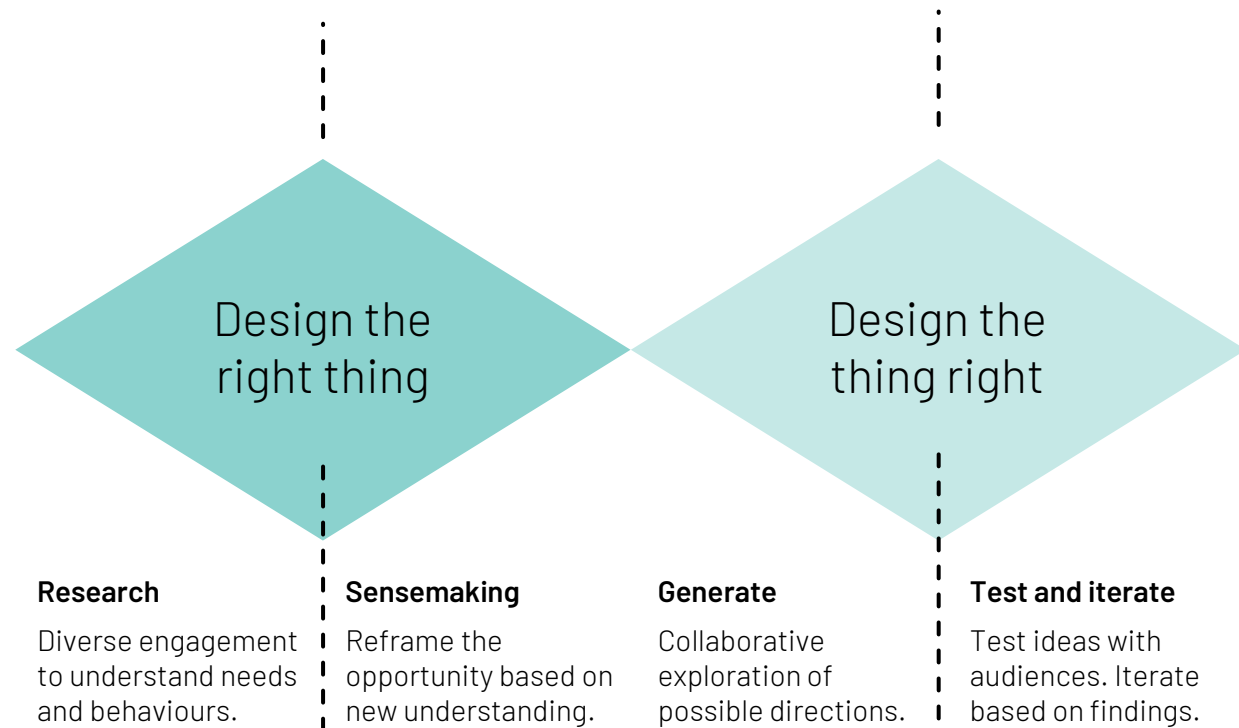 Design the
right thing
Design the
thing right
Research
Diverse engagement
to understand needs
and behaviours.
Sensemaking
Reframe the
opportunity based on
new understanding.
Generate
Collaborative
exploration of
possible directions.
Test and iterate
Test ideas with
audiences. Iterate
based on findings.